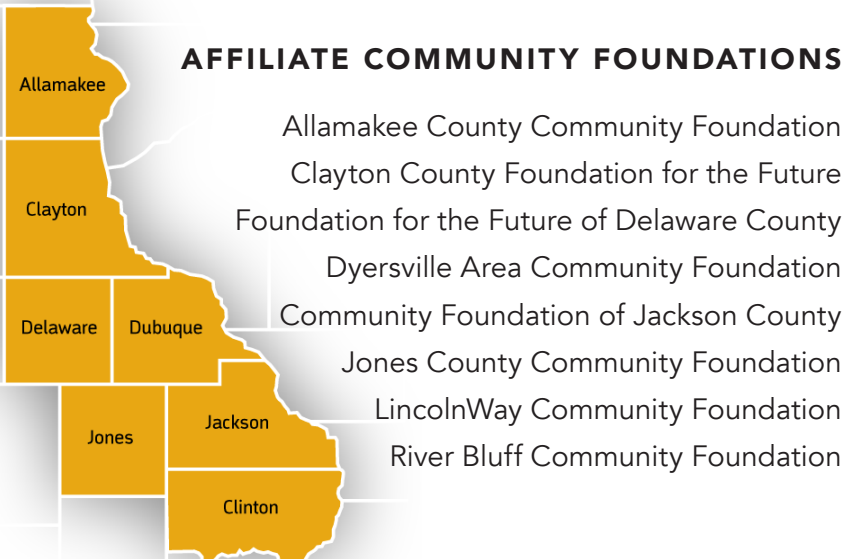 AFFILIATE COMMUNITY FOUNDATIONS
Allamakee County Community Foundation
Clayton County Foundation for the Future
Foundation for the Future of Delaware County
Dyersville Area Community Foundation
Community Foundation of Jackson County
Jones County Community Foundation
LincolnWay Community Foundation
River Bluff Community Foundation
Allamakee
Clayton
Delaware
Dubuque
Jones
Jackson
Clinton